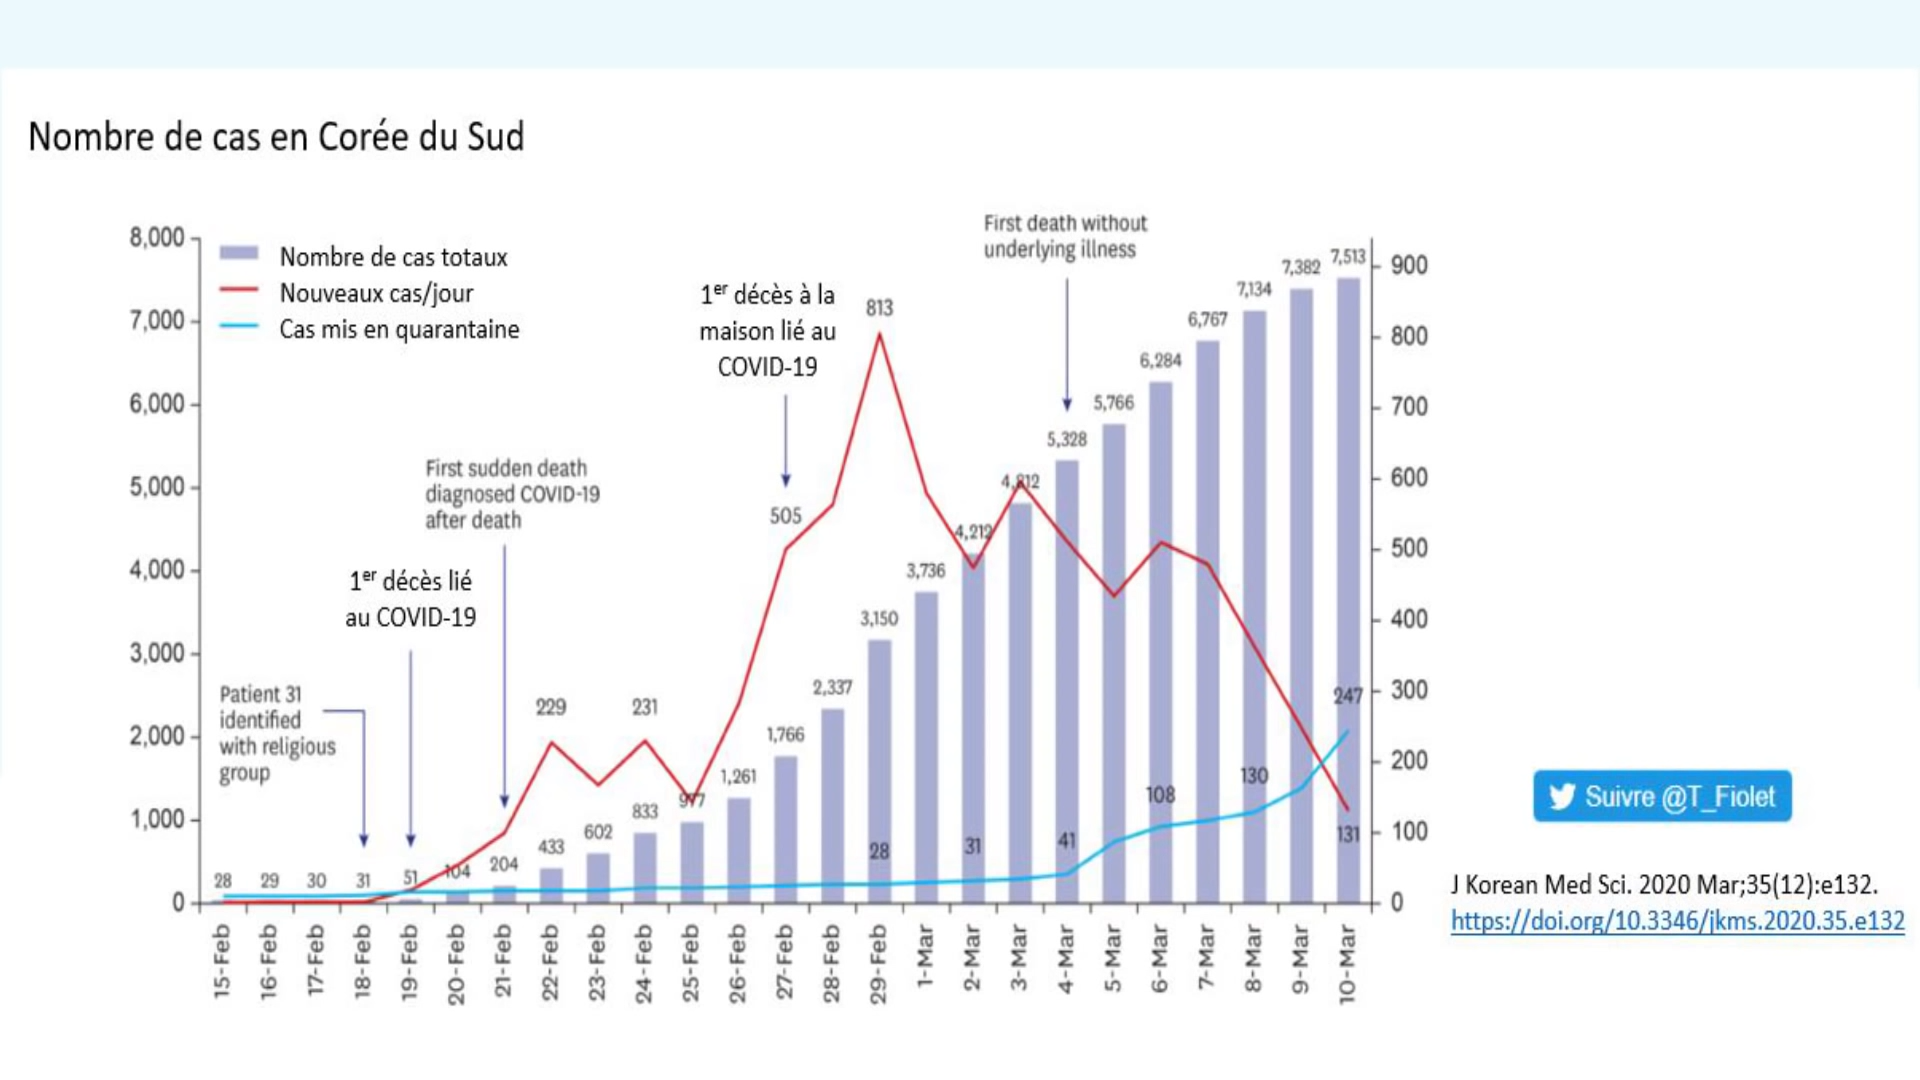 Nombre de cas en Corée du Sud
8,000
7,000
6,000
5,000
4,000
3,000
2,000
1,000
0
Nombre de cas totaux
Nouveaux cas/jour
Cas mis en quarantaine
Patient 31
identified
with religious
group
1er décès lié
au COVID-19
First sudden death
diagnosed COVID-19
after death
1er décès à la
maison lié au
COVID-19
First death without
underlying illness
28
29
30
31
51
104
204
433
602
833
977
1,261
1,766
2,337
3,150
3,736
4,212
4,812
5,328
5,766
6,284
6,767
7,134
7,382
7,513
229
231
505
813
131
28
31
41
108
130
247
900
800
700
600
500
400
300
200
100
0
15-Feb
16-Feb
17-Feb
18-Feb
19-Feb
20-Feb
21-Feb
22-Feb
23-Feb
24-Feb
25-Feb
26-Feb
27-Feb
28-Feb
29-Feb
1-Mar
2-Mar
3-Mar
4-Mar
5-Mar
6-Mar
7-Mar
8-Mar
9-Mar
10-Mar
Suivre @T_Fiolet
J Korean Med Sci. 2020 Mar;35(12):e132.
https://doi.org/10.3346/jkms.2020.35.e132